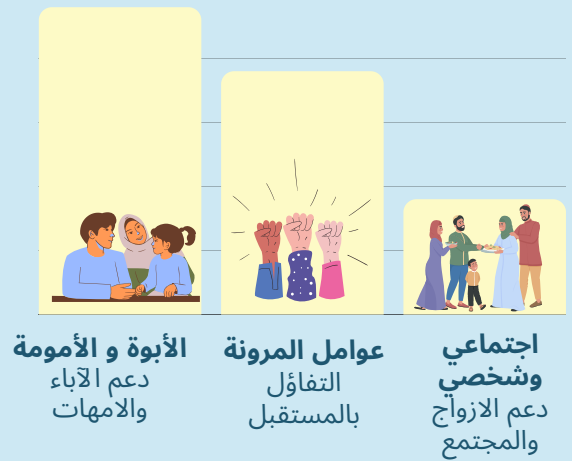 اجتماعي
وشخصي
دعم الازواج
والمجتمع
عوامل المرونة
التفاؤل
بالمستقبل
الأبوة و الأمومة
دعم الآباء
والامهات